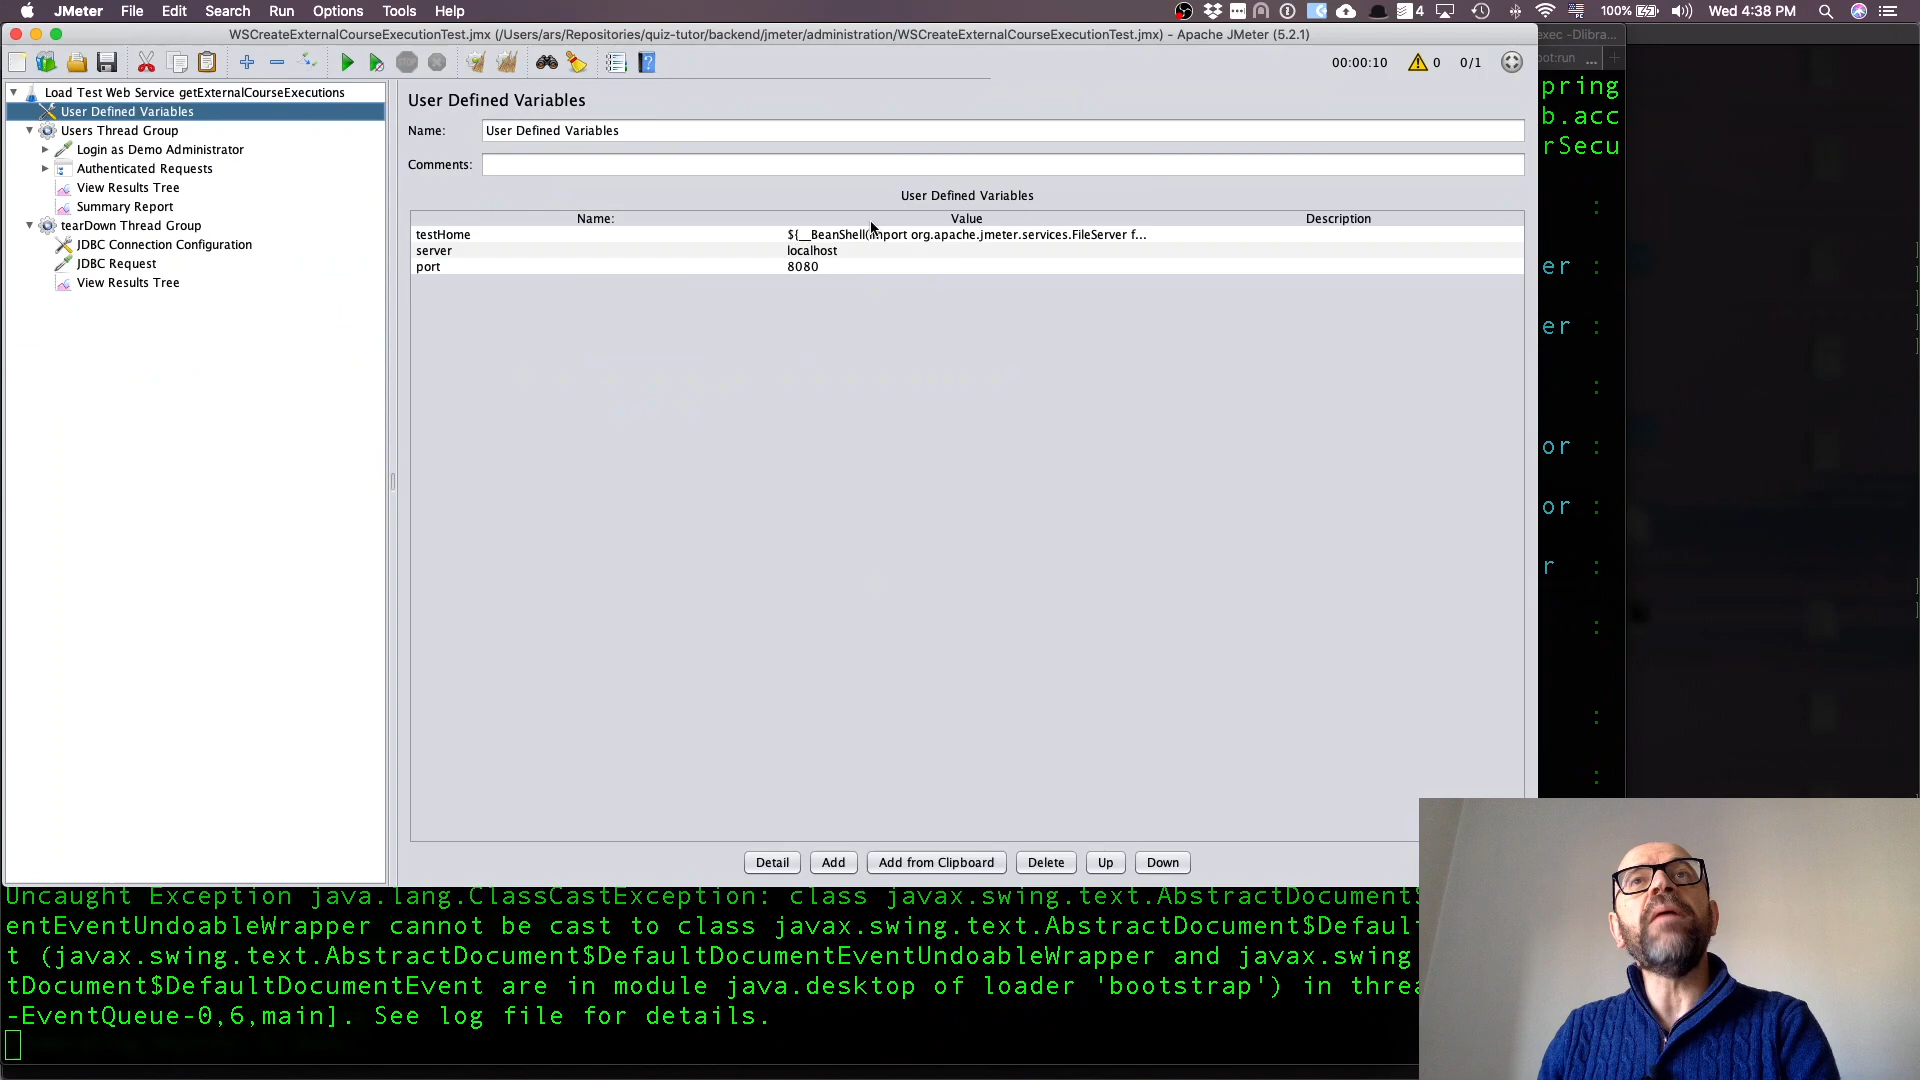 JMeter File Edit Search Run Options Tools Help 4 100% Wed 4:38 PM
WSCreateExternalCourseExecutionTest.jmx (/Users/ars/Repositories/quiz-tutor/backend/jmeter/administration/WSCreateExternalCourseExecutionTest.jmx) - Apache JMeter (5.2.1)
exec -Dlibra...
00:00:10 0 0/1
ot:run ...
Load Test Web Service getExternalCourseExecutions
User Defined Variables
Users Thread Group
Login as Demo Administrator
Authenticated Requests
View Results Tree
Summary Report
tearDown Thread Group
JDBC Connection Configuration
JDBC Request
View Results Tree
User Defined Variables
Name: User Defined Variables
Comments:
User Defined Variables
Name: Value Description
testHome ${__BeanShell(import org.apache.jmeter.services.FileServer f...
server localhost
port 8080
Detail Add Add from Clipboard Delete Up Down
pring
b.acc
rSecu
:
er :
er :
:
or :
or :
r :
:
:
:
Uncaught Exception java.lang.ClassCastException: class javax.swing.text.AbstractDocument$
entEventUndoableWrapper cannot be cast to class javax.swing.text.AbstractDocument$Defaul
t (javax.swing.text.AbstractDocument$DefaultDocumentEventUndoableWrapper and javax.swing
tDocument$DefaultDocumentEvent are in module java.desktop of loader 'bootstrap') in threa
-EventQueue-0,6,main]. See log file for details.